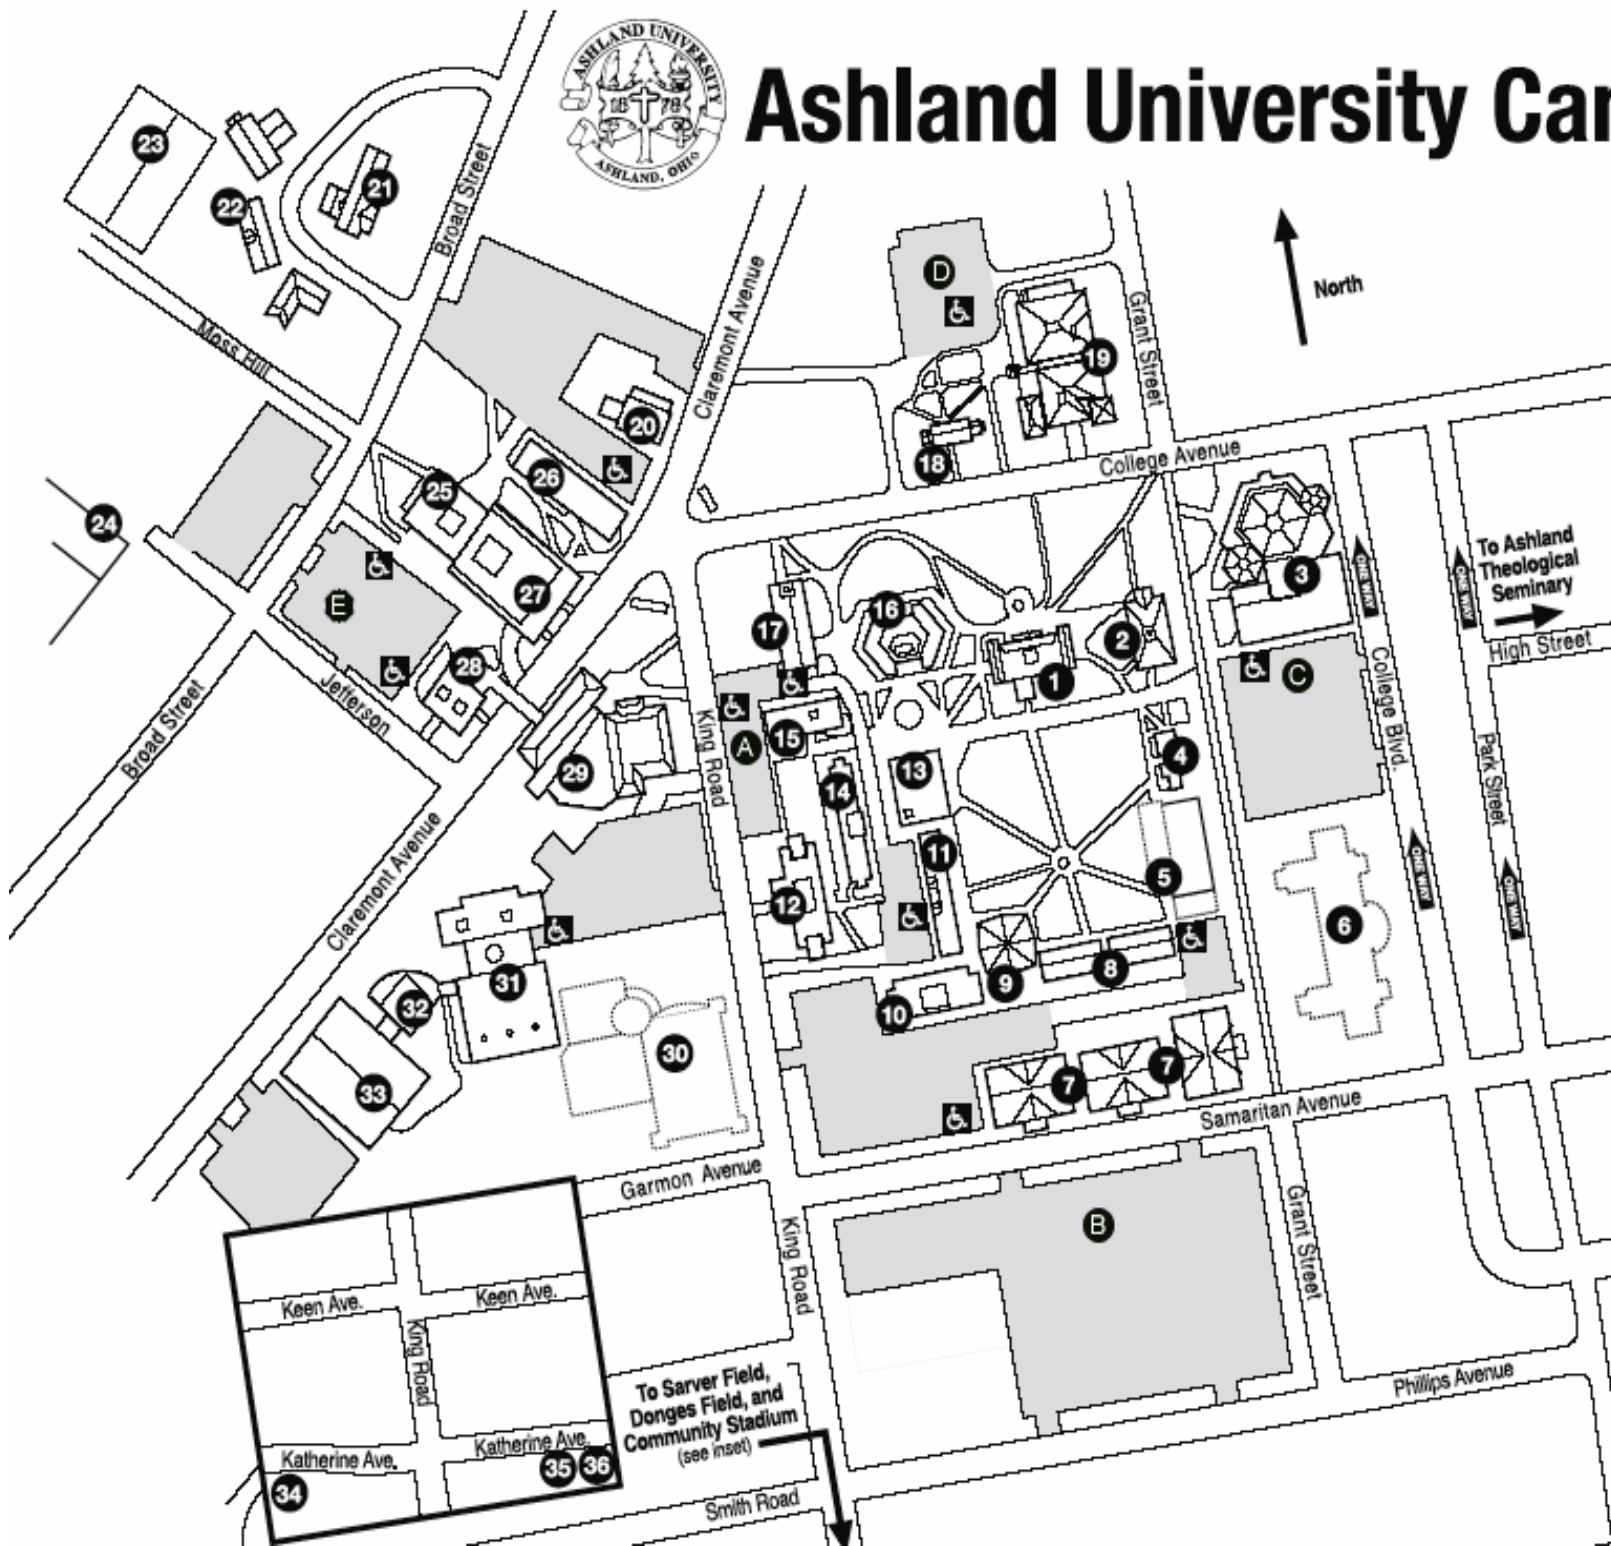 ASHLAND UNIVERSITY
18 78
ASHLAND, OHIO
Ashland University Ca
23
22
21
Broad Street
Moss Hill
Claremont Avenue
D
19
Grant Street
North
20
18
College Avenue
26
25
24
27
E
28
Jefferson
Broad Street
17
16
2
1
3
ONE WAY
ONE WAY
To Ashland
Theological
Seminary
High Street
C
College Blvd.
Park Street
King Road
A
15
29
14
13
4
11
5
12
6
ONE WAY
ONE WAY
Claremont Avenue
31
32
33
30
10
9
8
7
7
Samaritan Avenue
Garmon Avenue
King Road
B
Grant Street
Keen Ave.
Keen Ave.
King Road
Katherine Ave.
Katherine Ave.
34
35
36
To Sarver Field,
Donges Field, and
Community Stadium
(see inset)
Smith Road
Phillips Avenue